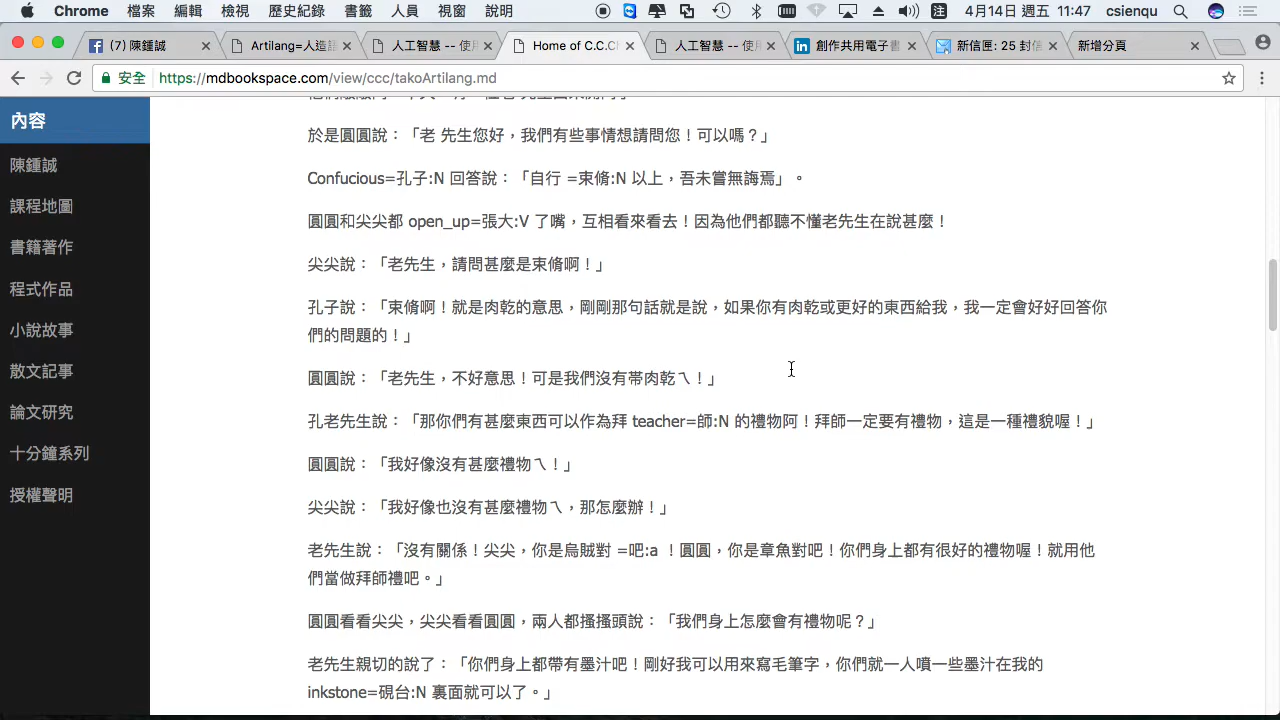 Chrome 檔案 編輯 檢視 歷史紀錄 書籤 人員 視窗 說明 注 4月14日 週五 11:47 csienqu
(7) 陳鍾誠 Artilang=人造語 人工智慧 -- 使用 Home of C.C.Ch 人工智慧 -- 使用 創作共用電子書 新信匣: 25 封信 新增分頁
安全 https://mdbookspace.com/view/ccc/takoArtilang.md
內容
陳鍾誠
課程地圖
書籍著作
程式作品
小說故事
散文記事
論文研究
十分鐘系列
授權聲明
於是圓圓說：「老 先生您好，我們有些事情想請問您！可以嗎？」
Confucious=孔子:N 回答說：「自行 =束脩:N 以上，吾未嘗無誨焉」。
圓圓和尖尖都 open_up=張大:V 了嘴，互相看來看去！因為他們都聽不懂老先生在說甚麼！
尖尖說：「老先生，請問甚麼是束脩啊！」
孔子說：「束脩啊！就是肉乾的意思，剛剛那句話就是說，如果你有肉乾或更好的東西給我，我一定會好好回答你
們的問題的！」
圓圓說：「老先生，不好意思！可是我們沒有帶肉乾ㄟ！」
孔老先生說：「那你們有甚麼東西可以作為拜 teacher=師:N 的禮物阿！拜師一定要有禮物，這是一種禮貌喔！」
圓圓說：「我好像沒有甚麼禮物ㄟ！」
尖尖說：「我好像也沒有甚麼禮物ㄟ，那怎麼辦！」
老先生說：「沒有關係！尖尖，你是烏賊對 =吧:a ！圓圓，你是章魚對吧！你們身上都有很好的禮物喔！就用他
們當做拜師禮吧。」
圓圓看看尖尖，尖尖看看圓圓，兩人都搔搔頭說：「我們身上怎麼會有禮物呢？」
老先生親切的說了：「你們身上都帶有墨汁吧！剛好我可以用來寫毛筆字，你們就一人噴一些墨汁在我的
inkstone=硯台:N 裏面就可以了。」